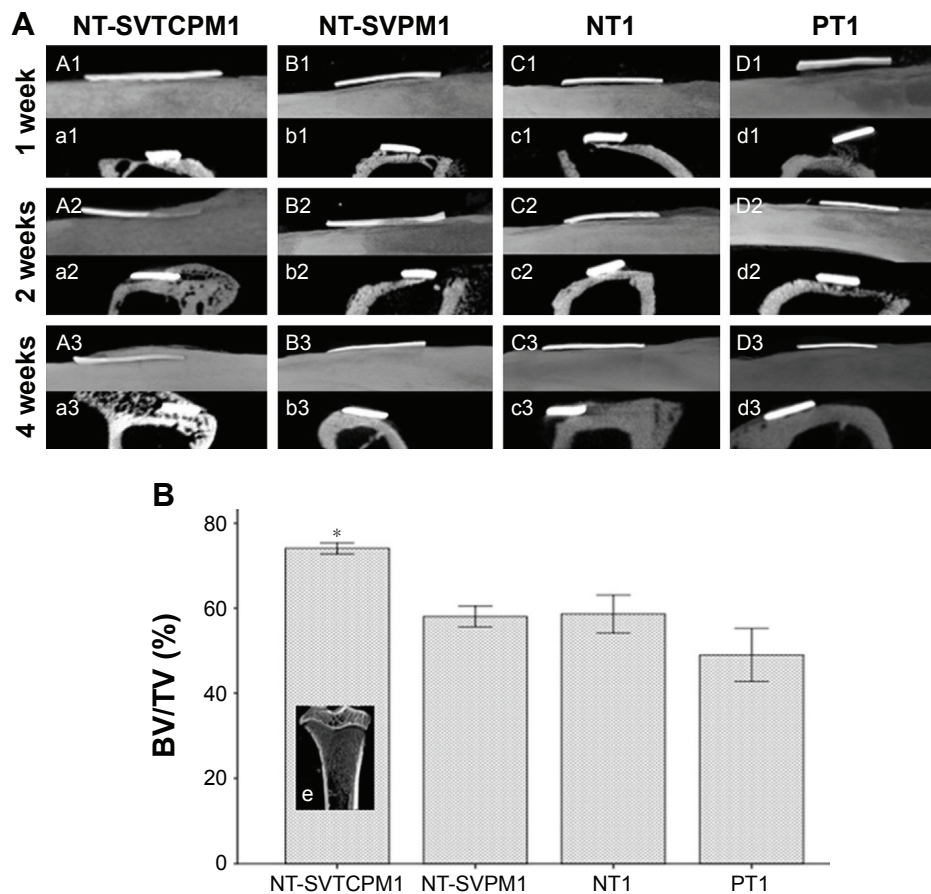 A
NT-SVTCPM1 NT-SVPM1 NT1 PT1
1 week
A1 B1 C1 D1
a1 b1 c1 d1
2 weeks
A2 B2 C2 D2
a2 b2 c2 d2
4 weeks
A3 B3 C3 D3
a3 b3 c3 d3
B
BV/TV (%)
80
60
40
20
0
*
e
NT-SVTCPM1 NT-SVPM1 NT1 PT1